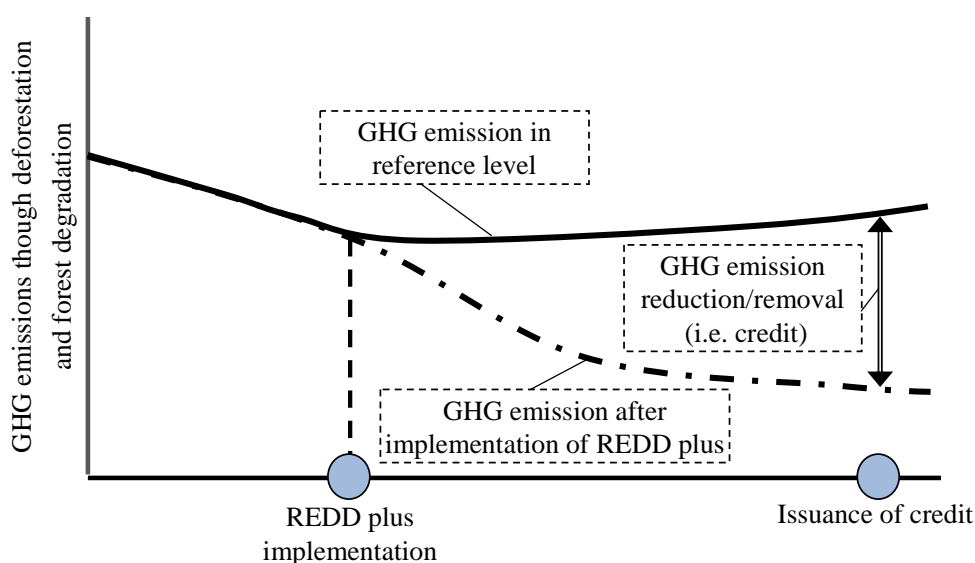 GHG emissions though deforestation
and forest degradation
GHG emission in
reference level
GHG emission
reduction/removal
(i.e. credit)
GHG emission after
implementation of REDD plus
REDD plus
implementation
Issuance of credit